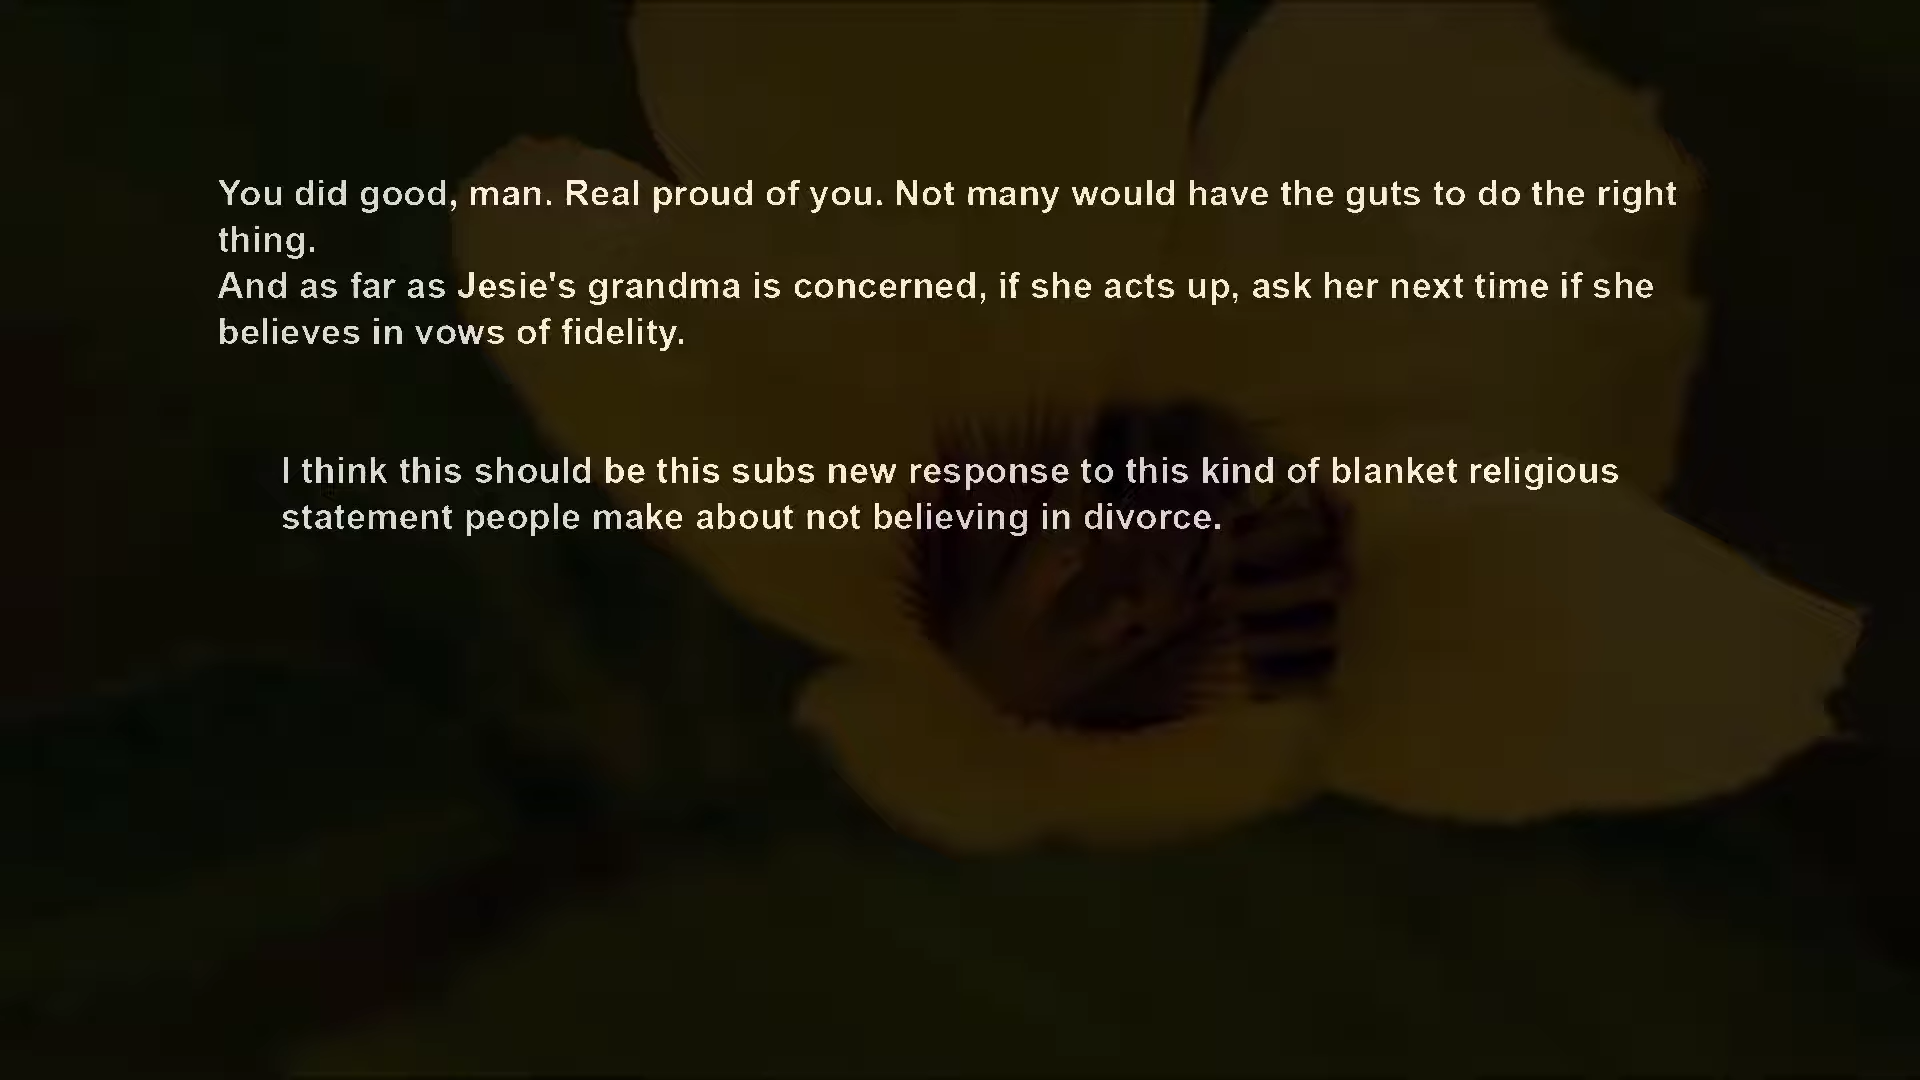 You did good, man. Real proud of you. Not many would have the guts to do the right
thing.
And as far as Jesie's grandma is concerned, if she acts up, ask her next time if she
believes in vows of fidelity.
I think this should be this subs new response to this kind of blanket religious
statement people make about not believing in divorce.